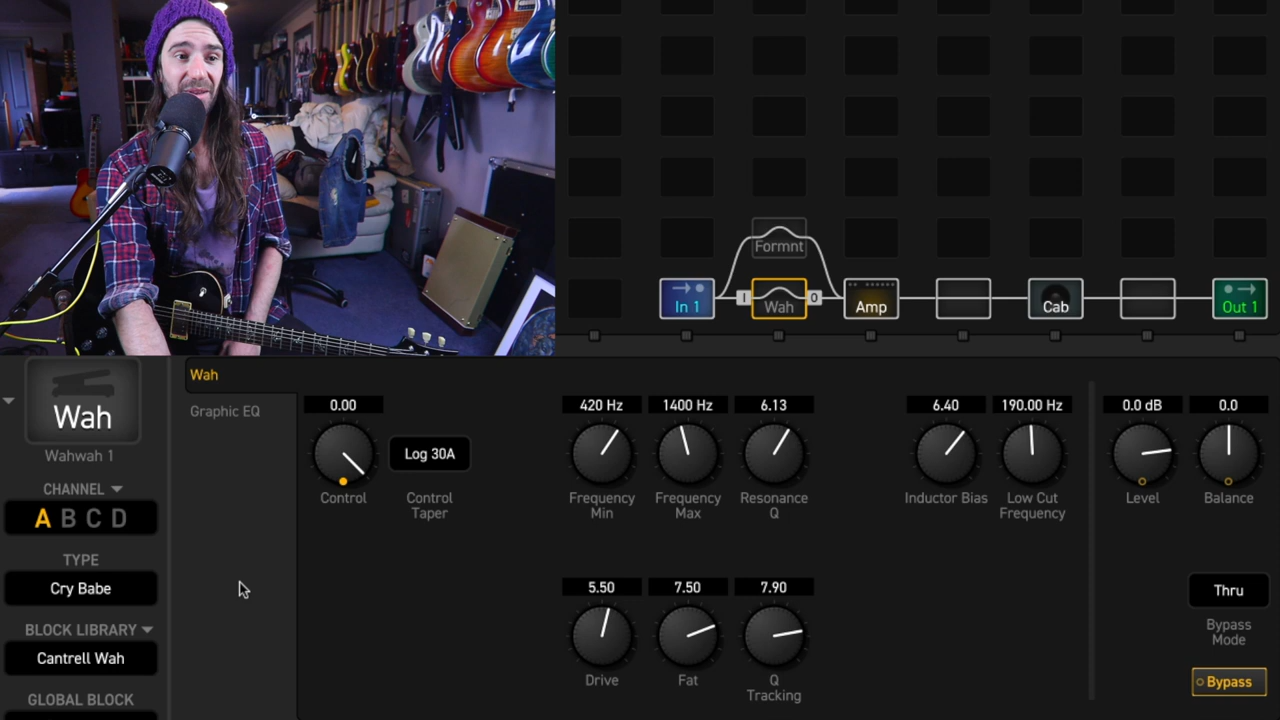 Formnt
In 1
I
Wah
O
Amp
Cab
Out 1
Wah
Wahwah 1
CHANNEL
A B C D
TYPE
Cry Babe
BLOCK LIBRARY
Cantrell Wah
GLOBAL BLOCK
Wah
Graphic EQ
0.00
Control
Log 30A
Control
Taper
420 Hz
Frequency
Min
1400 Hz
Frequency
Max
6.13
Resonance
Q
6.40
Inductor Bias
190.00 Hz
Low Cut
Frequency
0.0 dB
Level
0.0
Balance
5.50
Drive
7.50
Fat
7.90
Q
Tracking
Thru
Bypass
Mode
Bypass